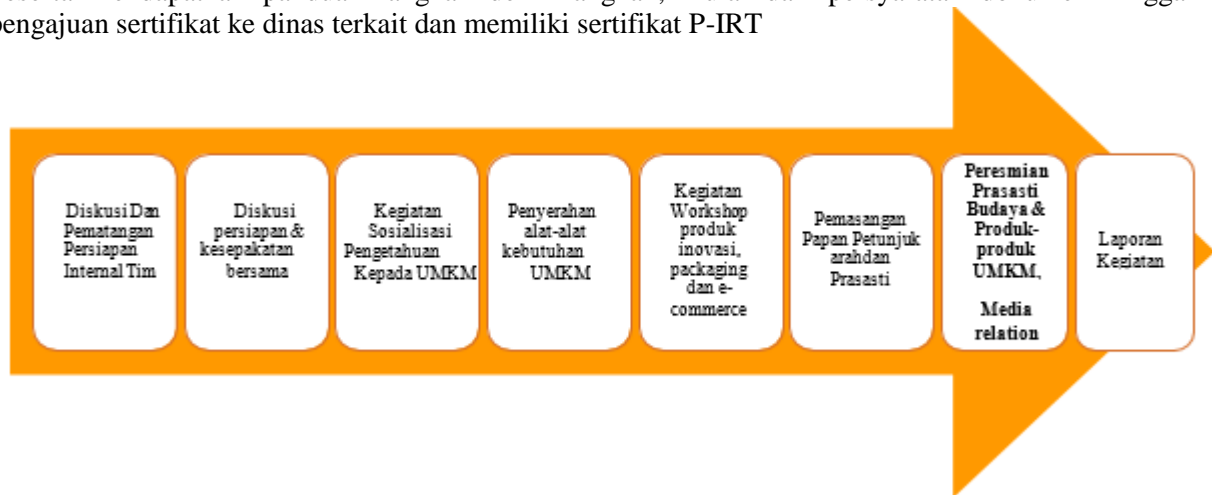 pengajuan sertifikat ke dinas terkait dan memiliki sertifikat P-IRT
Diskusi Dan
Pematangan
Persiapan
Internal Tim
Diskusi
persiapan &
kesepakatan
bersama
Kegiatan
Sosialisasi
Pengetahuan
Kepada UMKM
Penyerahan
alat-alat
kebutuhan
UMKM
Kegiatan
Workshop
produk
inovasi,
packaging
dan e-
commerce
Pemasangan
Papan Petunjuk
arahdan
Prasasti
Peresmian
Prasasti
Budaya &
Produk-
produk
UMKM,
Media
relation
Laporan
Kegiatan